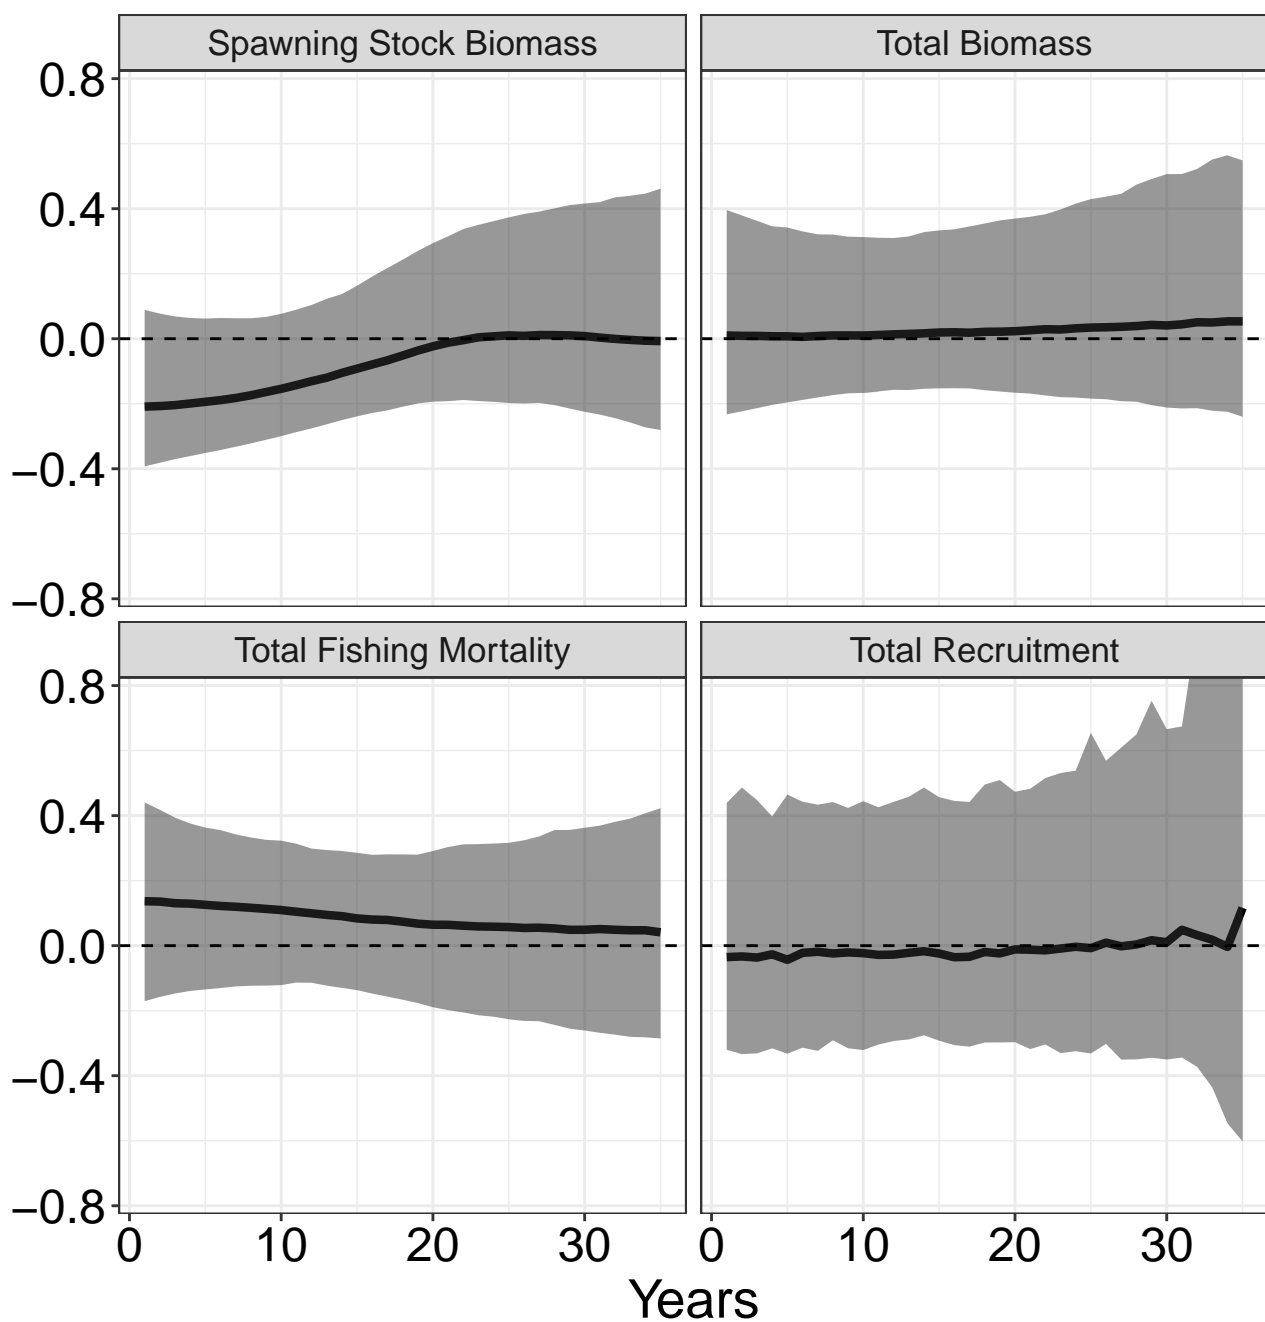 Spawning Stock Biomass
Total Biomass
0.8
0.4
0.0
−0.4
−0.8
Total Fishing Mortality
Total Recruitment
0.8
0.4
0.0
−0.4
−0.8
0 10 20 30
0 10 20 30
Years